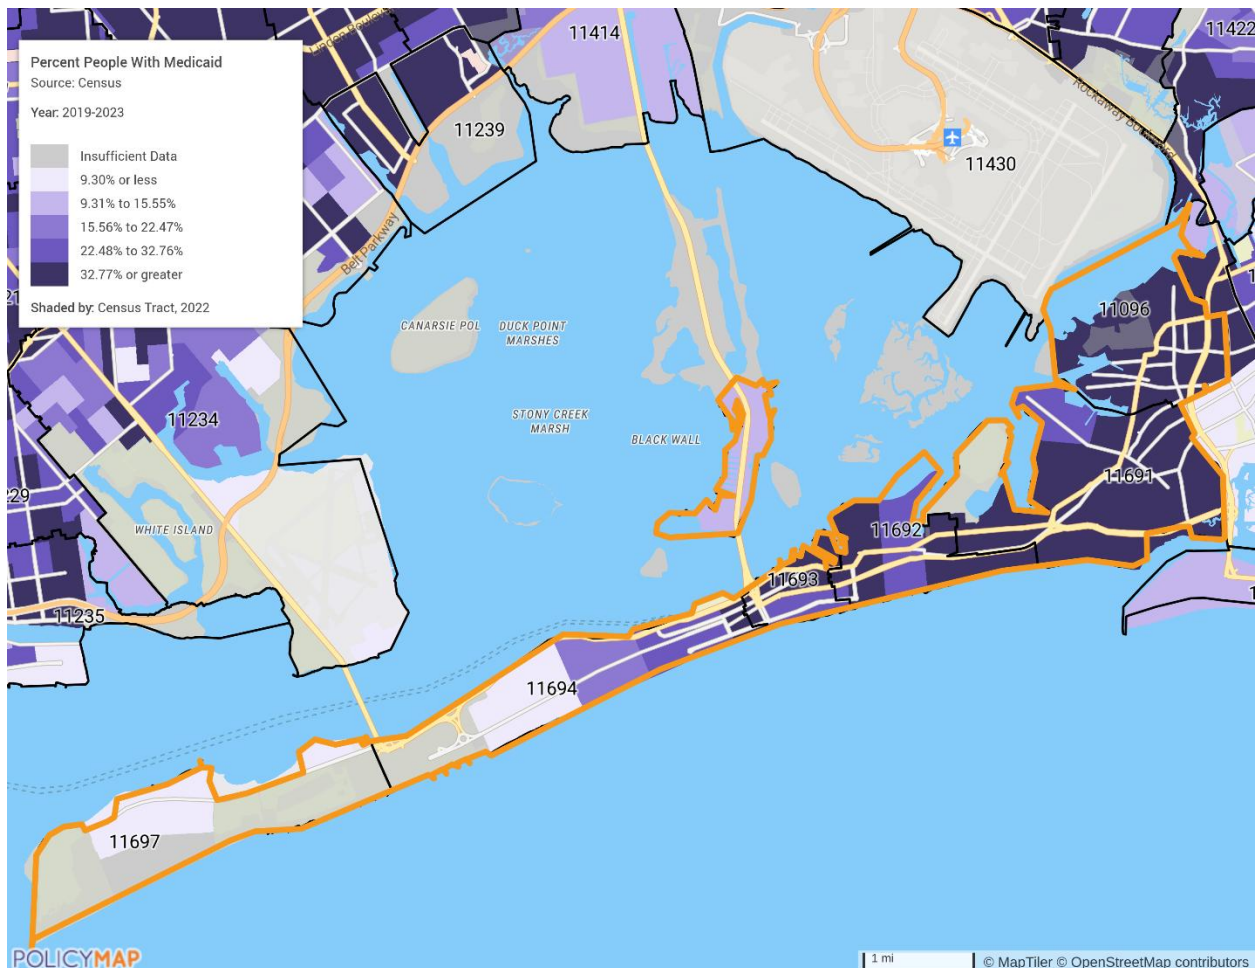 Percent People With Medicaid
Source: Census
Year: 2019-2023
Insufficient Data
9.30% or less
9.31% to 15.55%
15.56% to 22.47%
22.48% to 32.76%
32.77% or greater
Shaded by: Census Tract, 2022
11414
11422
11239
Rockaway Boulevard
11430
Belt Parkway
11096
CANARSIE POL
DUCK POINT
MARSHES
STONY CREEK
MARSH
BLACK WALL
11234
11691
WHITE ISLAND
11692
11693
11235
11694
11697
POLICYMAP
1 mi
© MapTiler © OpenStreetMap contributors